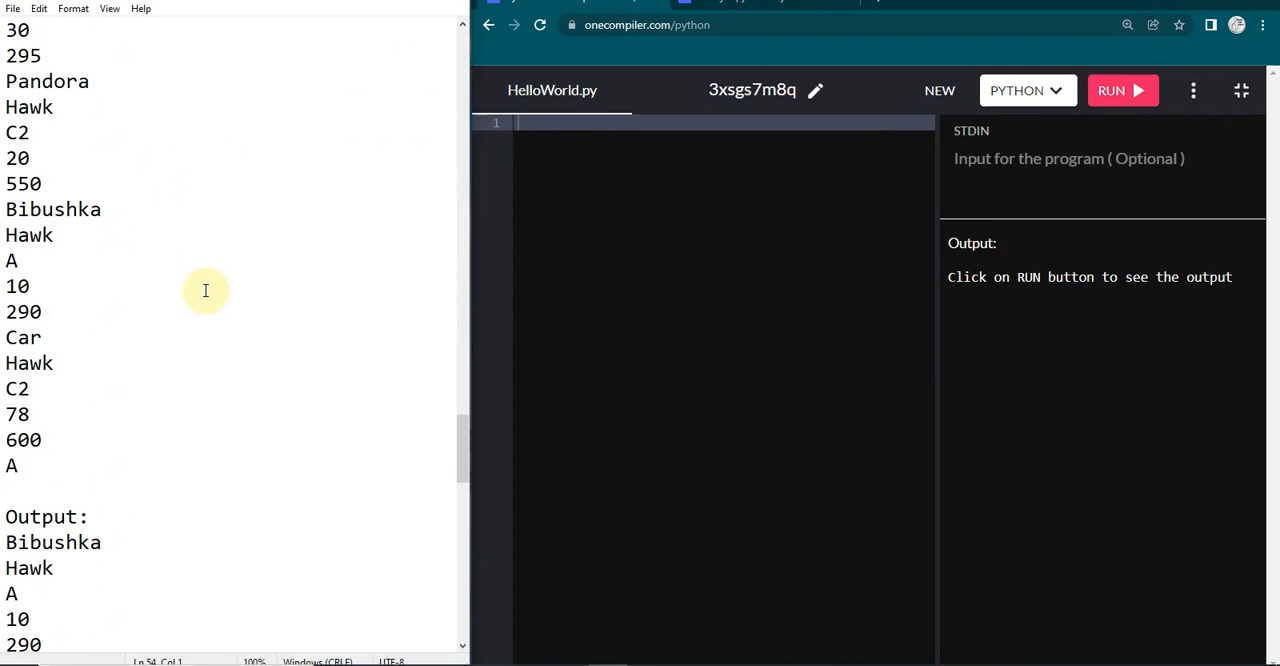 File Edit Format View Help
30
295
Pandora
Hawk
C2
20
550
Bibushka
Hawk
A
10
290
Car
Hawk
C2
78
600
A
Output:
Bibushka
Hawk
A
10
290
Ln 54, Col 1 100% Windows (CRLF) UTF-8
onecompiler.com/python
HelloWorld.py 3xsgs7m8q NEW PYTHON RUN
1
STDIN
Input for the program ( Optional )
Output:
Click on RUN button to see the output